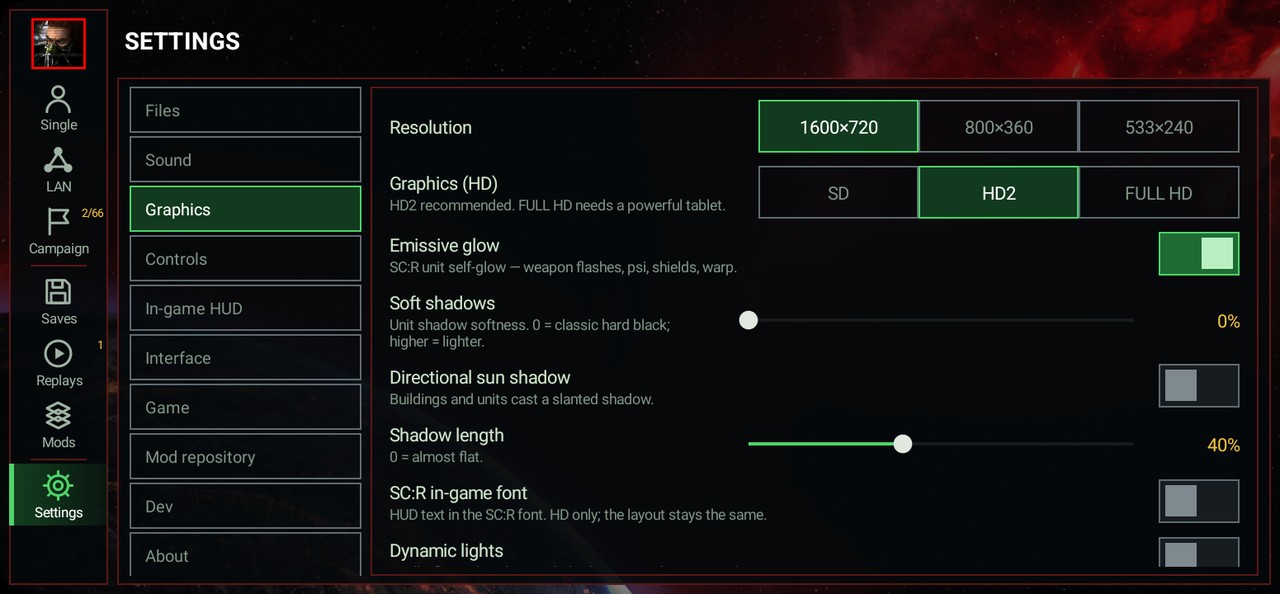 SETTINGS
Single
LAN
2/66
Campaign
Saves
1
Replays
Mods
Settings
Files
Sound
Graphics
Controls
In-game HUD
Interface
Game
Mod repository
Dev
About
Resolution
1600×720
800×360
533×240
Graphics (HD)
HD2 recommended. FULL HD needs a powerful tablet.
SD
HD2
FULL HD
Emissive glow
SC:R unit self-glow — weapon flashes, psi, shields, warp.
Soft shadows
Unit shadow softness. 0 = classic hard black;
higher = lighter.
0%
Directional sun shadow
Buildings and units cast a slanted shadow.
Shadow length
0 = almost flat.
40%
SC:R in-game font
HUD text in the SC:R font. HD only; the layout stays the same.
Dynamic lights